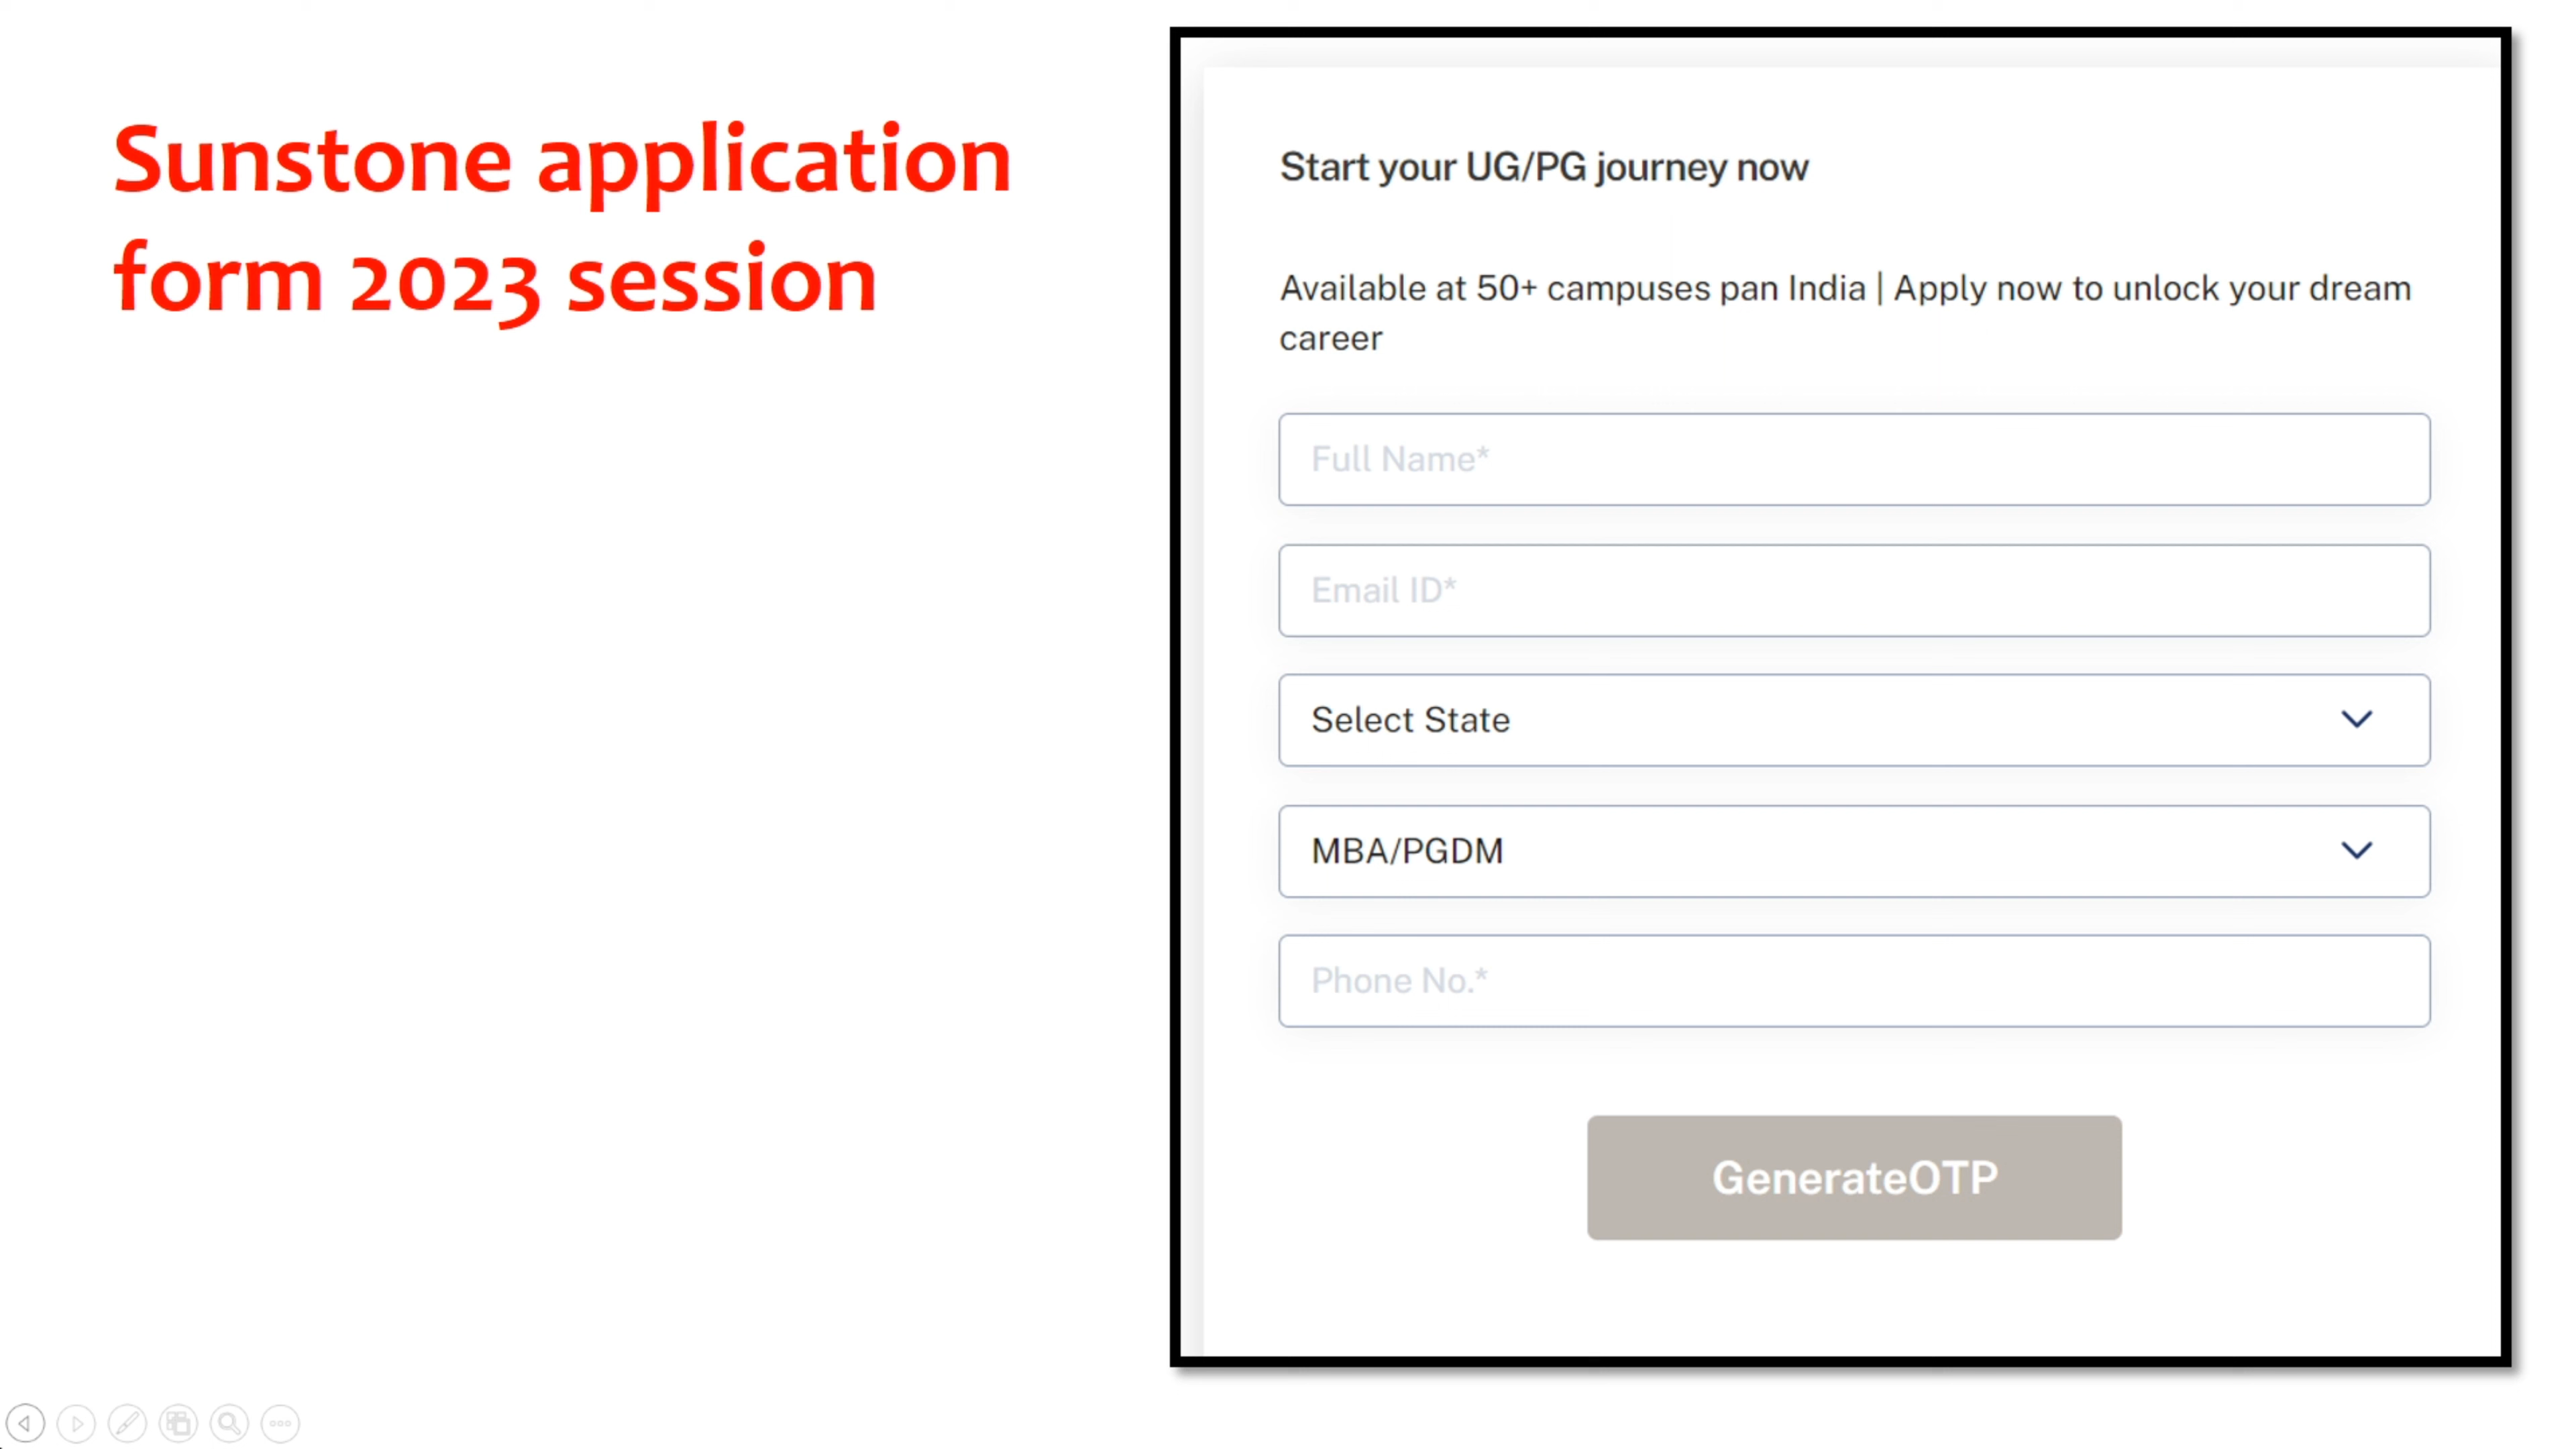 Sunstone application
form 2023 session
Start your UG/PG journey now
Available at 50+ campuses pan India | Apply now to unlock your dream
career
Full Name*
Email ID*
Select State
MBA/PGDM
Phone No.*
GenerateOTP